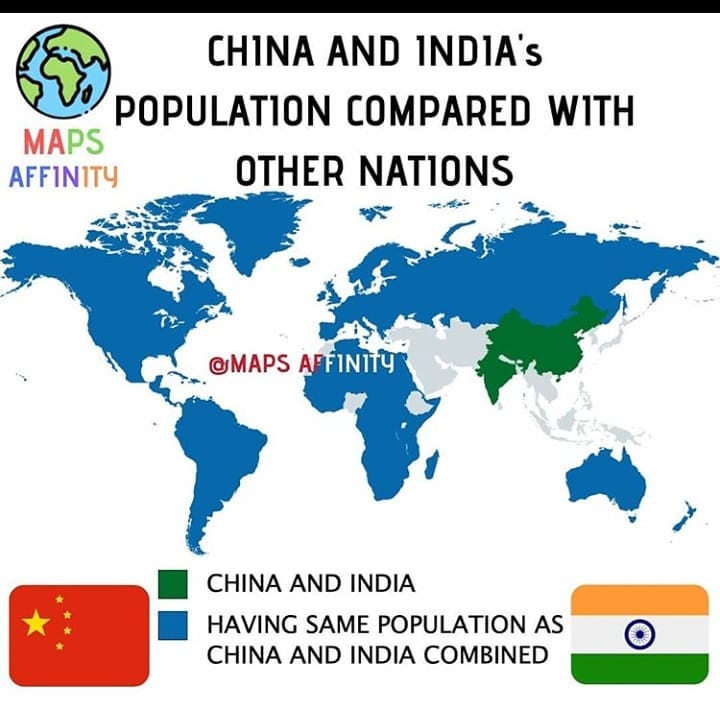 CHINA AND INDIA's
POPULATION COMPARED WITH
OTHER NATIONS
MAPS
AFFINITY
@MAPS AFFINITY
CHINA AND INDIA
HAVING SAME POPULATION AS
CHINA AND INDIA COMBINED